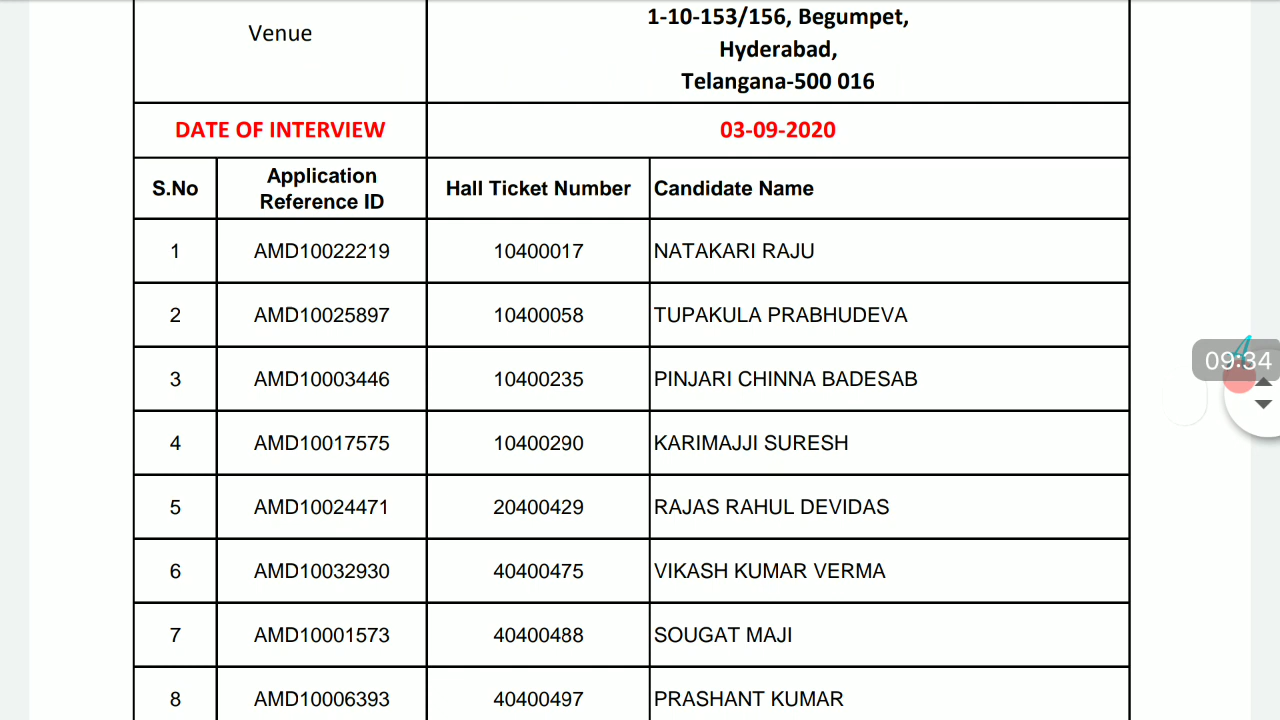 Venue
1-10-153/156, Begumpet,
Hyderabad,
Telangana-500 016
DATE OF INTERVIEW 03-09-2020
S.No Application Reference ID Hall Ticket Number Candidate Name
1 AMD10022219 10400017 NATAKARI RAJU
2 AMD10025897 10400058 TUPAKULA PRABHUDEVA
3 AMD10003446 10400235 PINJARI CHINNA BADESAB
4 AMD10017575 10400290 KARIMAJJI SURESH
5 AMD10024471 20400429 RAJAS RAHUL DEVIDAS
6 AMD10032930 40400475 VIKASH KUMAR VERMA
7 AMD10001573 40400488 SOUGAT MAJI
8 AMD10006393 40400497 PRASHANT KUMAR
09:34